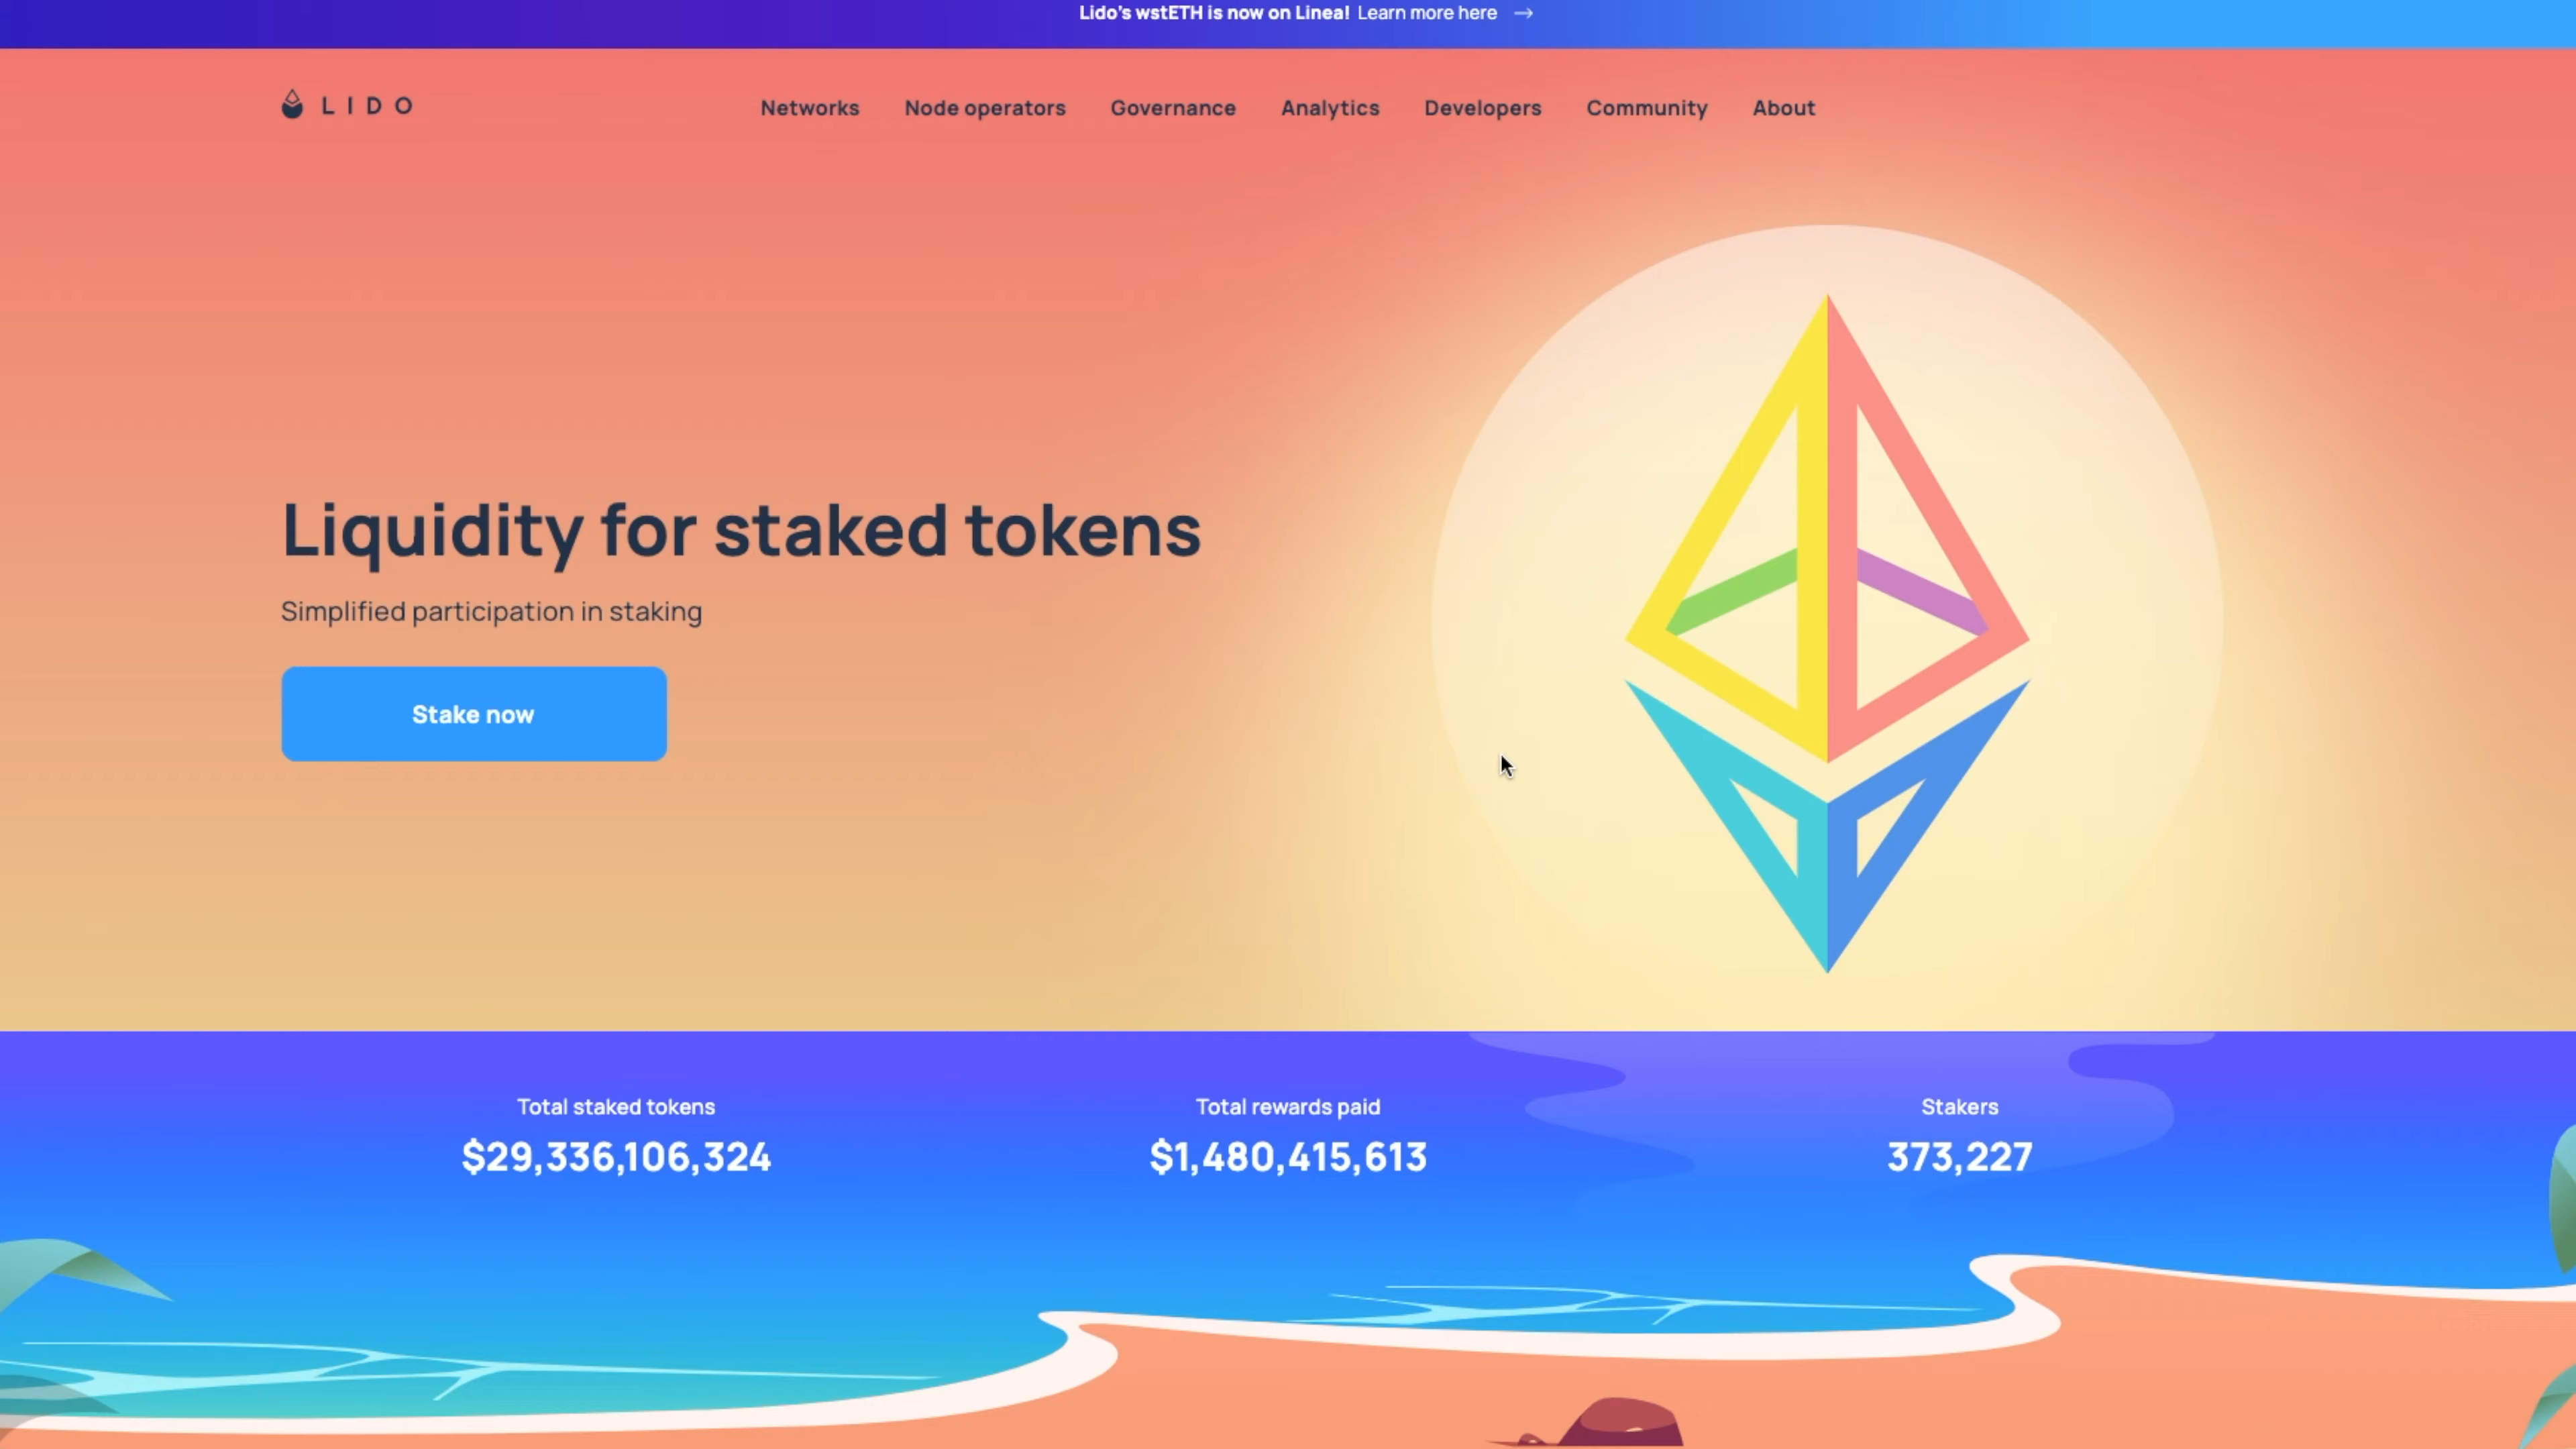 Lido's wstETH is now on Linea! Learn more here →
LIDO
Networks Node operators Governance Analytics Developers Community About
Liquidity for staked tokens
Simplified participation in staking
Stake now
Total staked tokens Total rewards paid Stakers
$29,336,106,324 $1,480,415,613 373,227